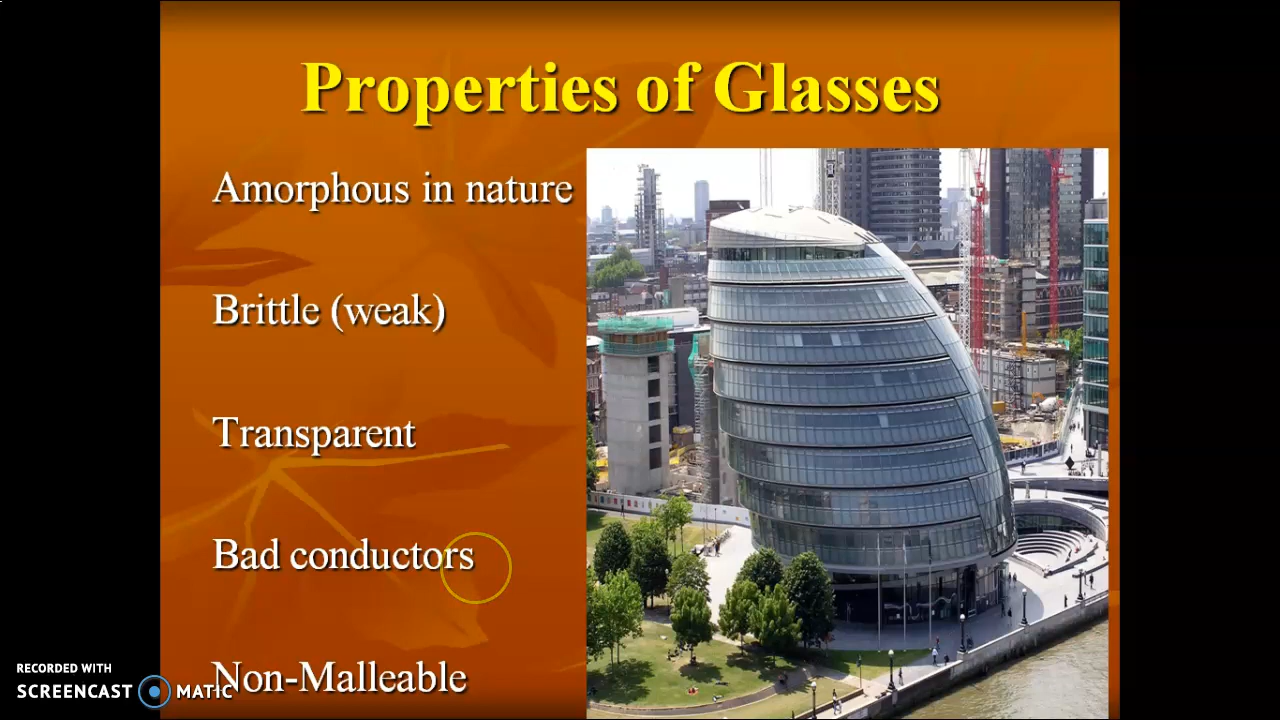 Properties of Glasses
Amorphous in nature
Brittle (weak)
Transparent
Bad conductors
Non-Malleable
RECORDED WITH
SCREENCAST MATIC